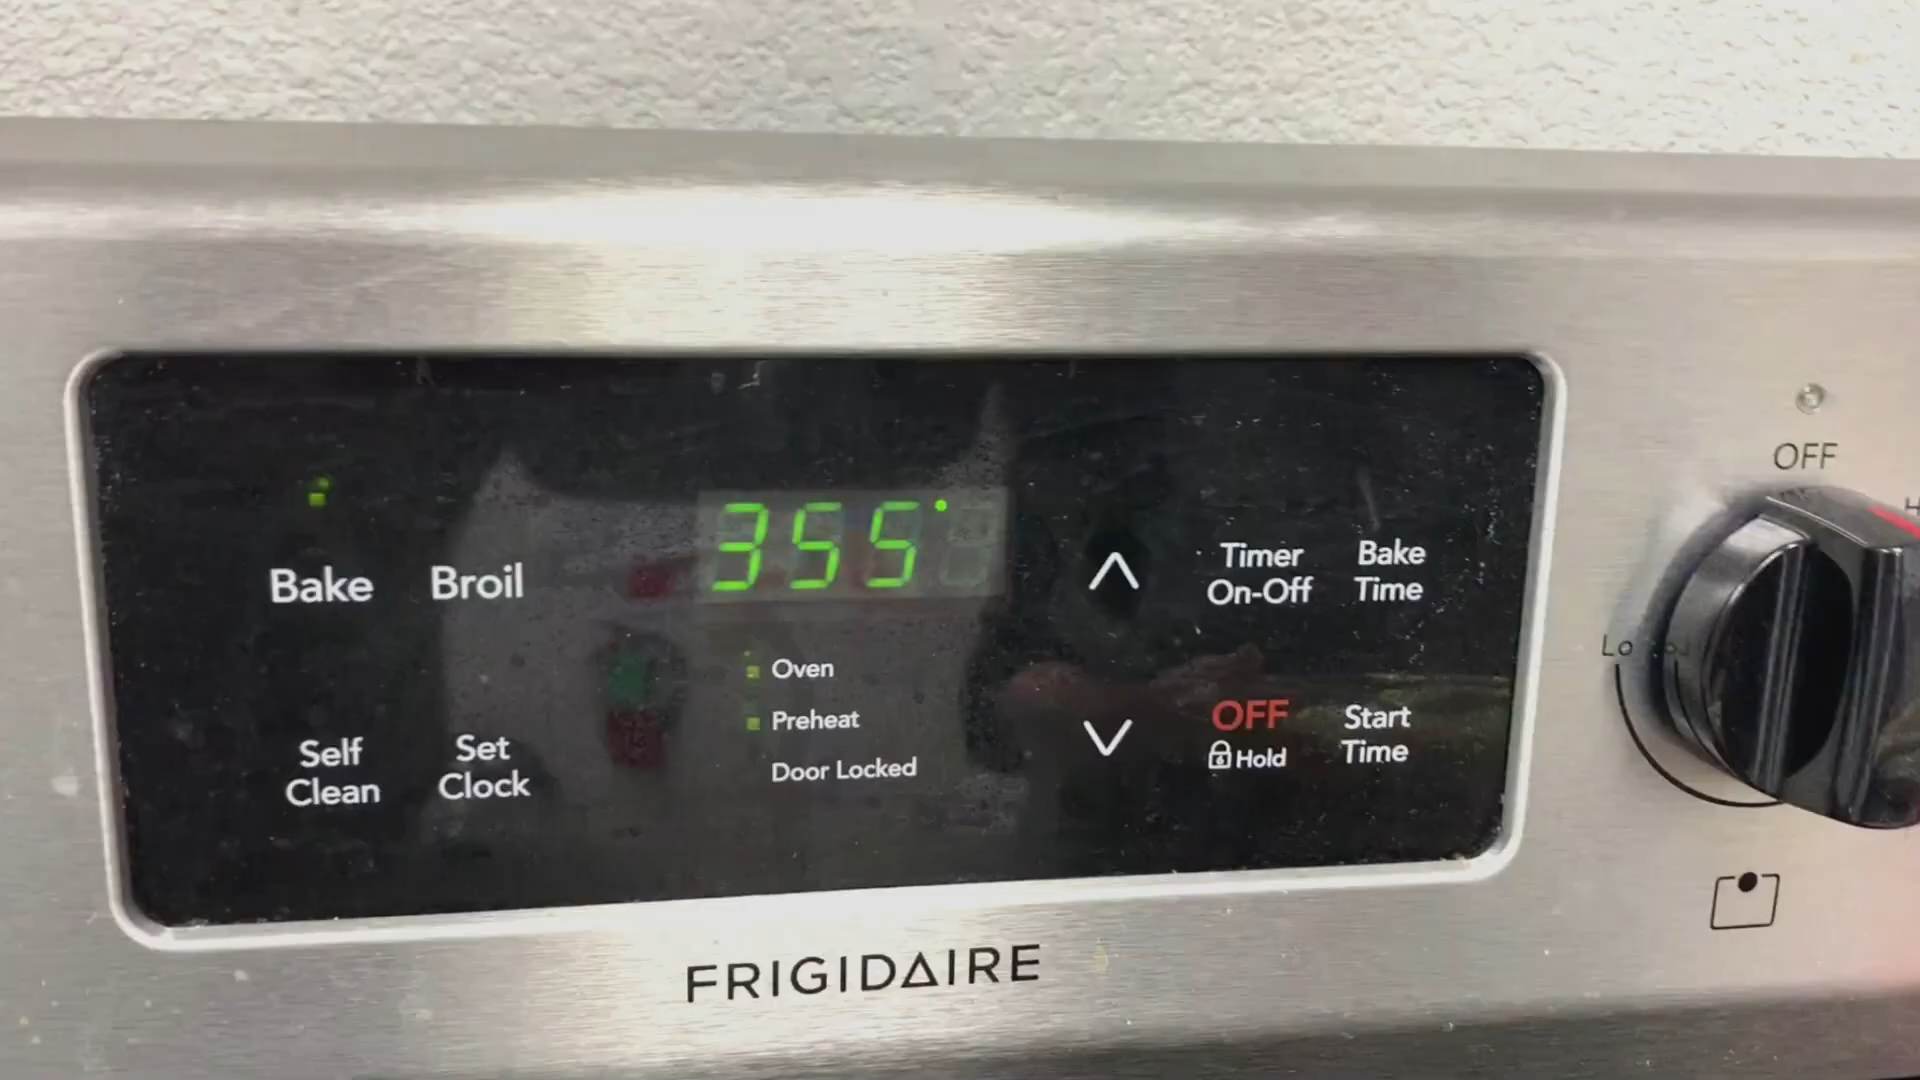 355°
Bake
Broil
Timer
On-Off
Bake
Time
Oven
Preheat
Door Locked
Self
Clean
Set
Clock
OFF
Hold
Start
Time
OFF
Lo
H
FRIGIDAIRE